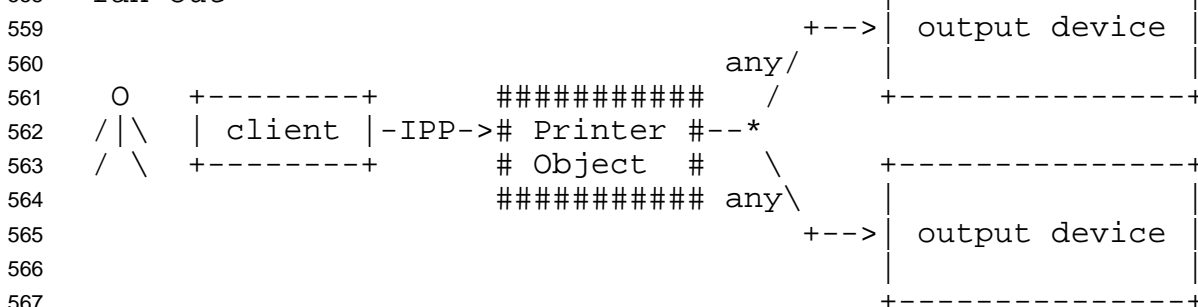 559                                          +-->| output device |
560                                      any/     |               |
561    O   +--------+      ###########   /      +---------------+
562   /|\  | client |-IPP-># Printer #--*
563   / \  +--------+      # Object  #   \      +---------------+
564                        ########### any\     |               |
565                                          +-->| output device |
566                                              |               |
567                                              +---------------+